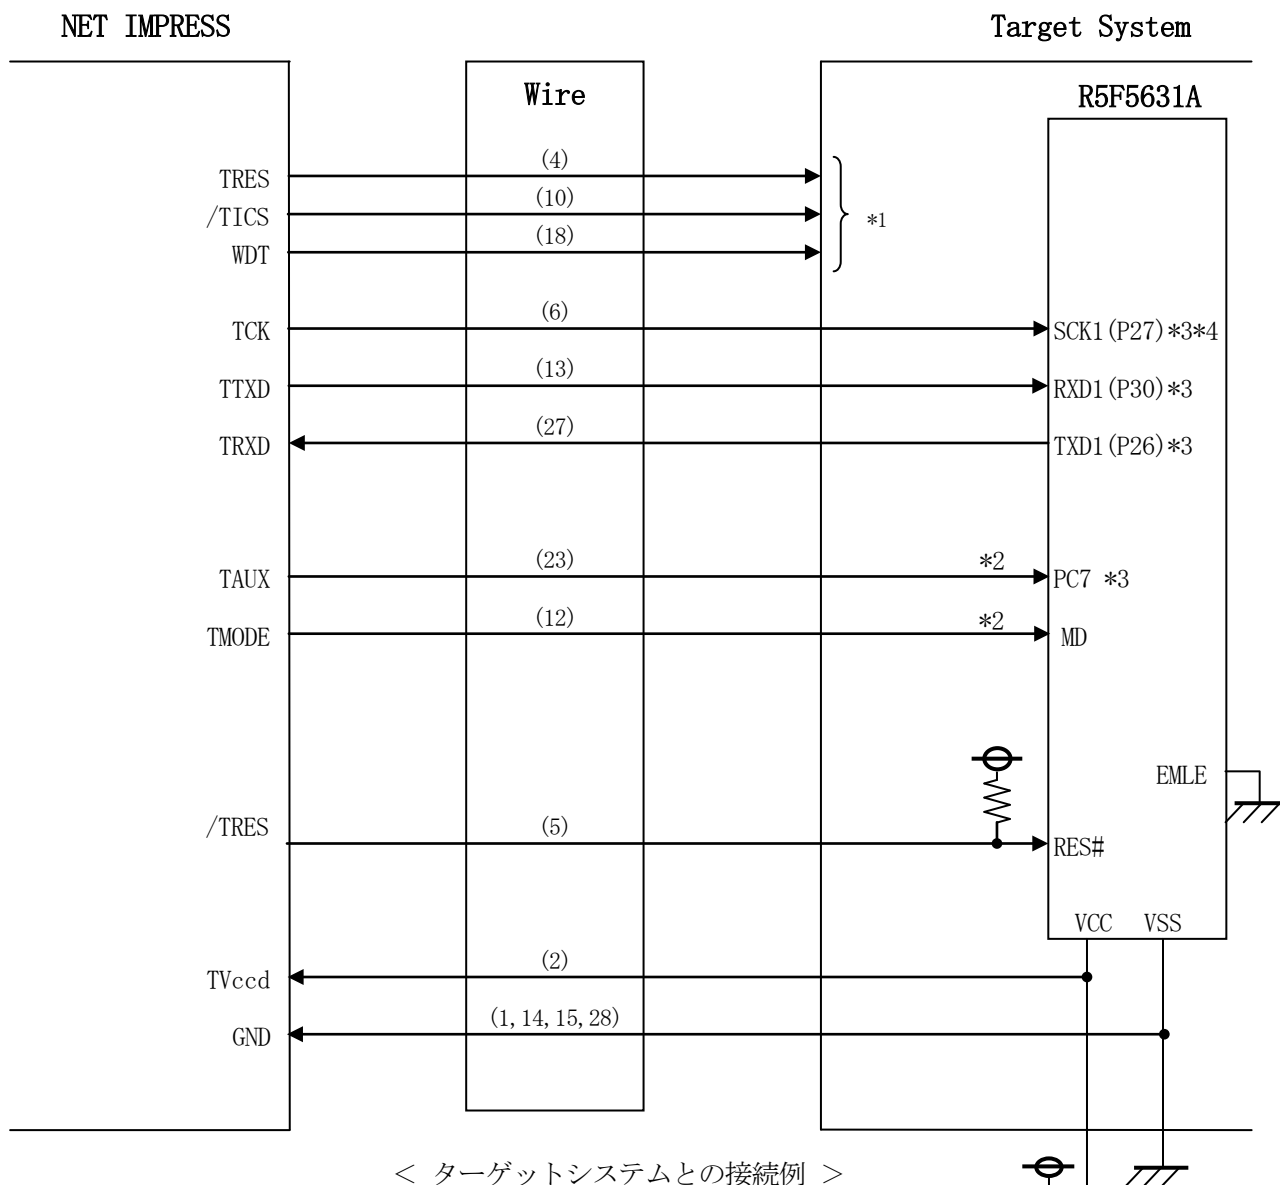 NET IMPRESS
Target System
Wire
R5F5631A
TRES (4)
/TICS (10)
*1
WDT (18)
TCK (6) SCK1(P27)*3*4
TTXD (13) RXD1(P30)*3
TRXD (27) TXD1(P26)*3
TAUX (23) *2 PC7 *3
TMODE (12) *2 MD
EMLE
/TRES (5) RES#
VCC VSS
TVccd (2)
GND (1,14,15,28)
< ターゲットシステムとの接続例 >